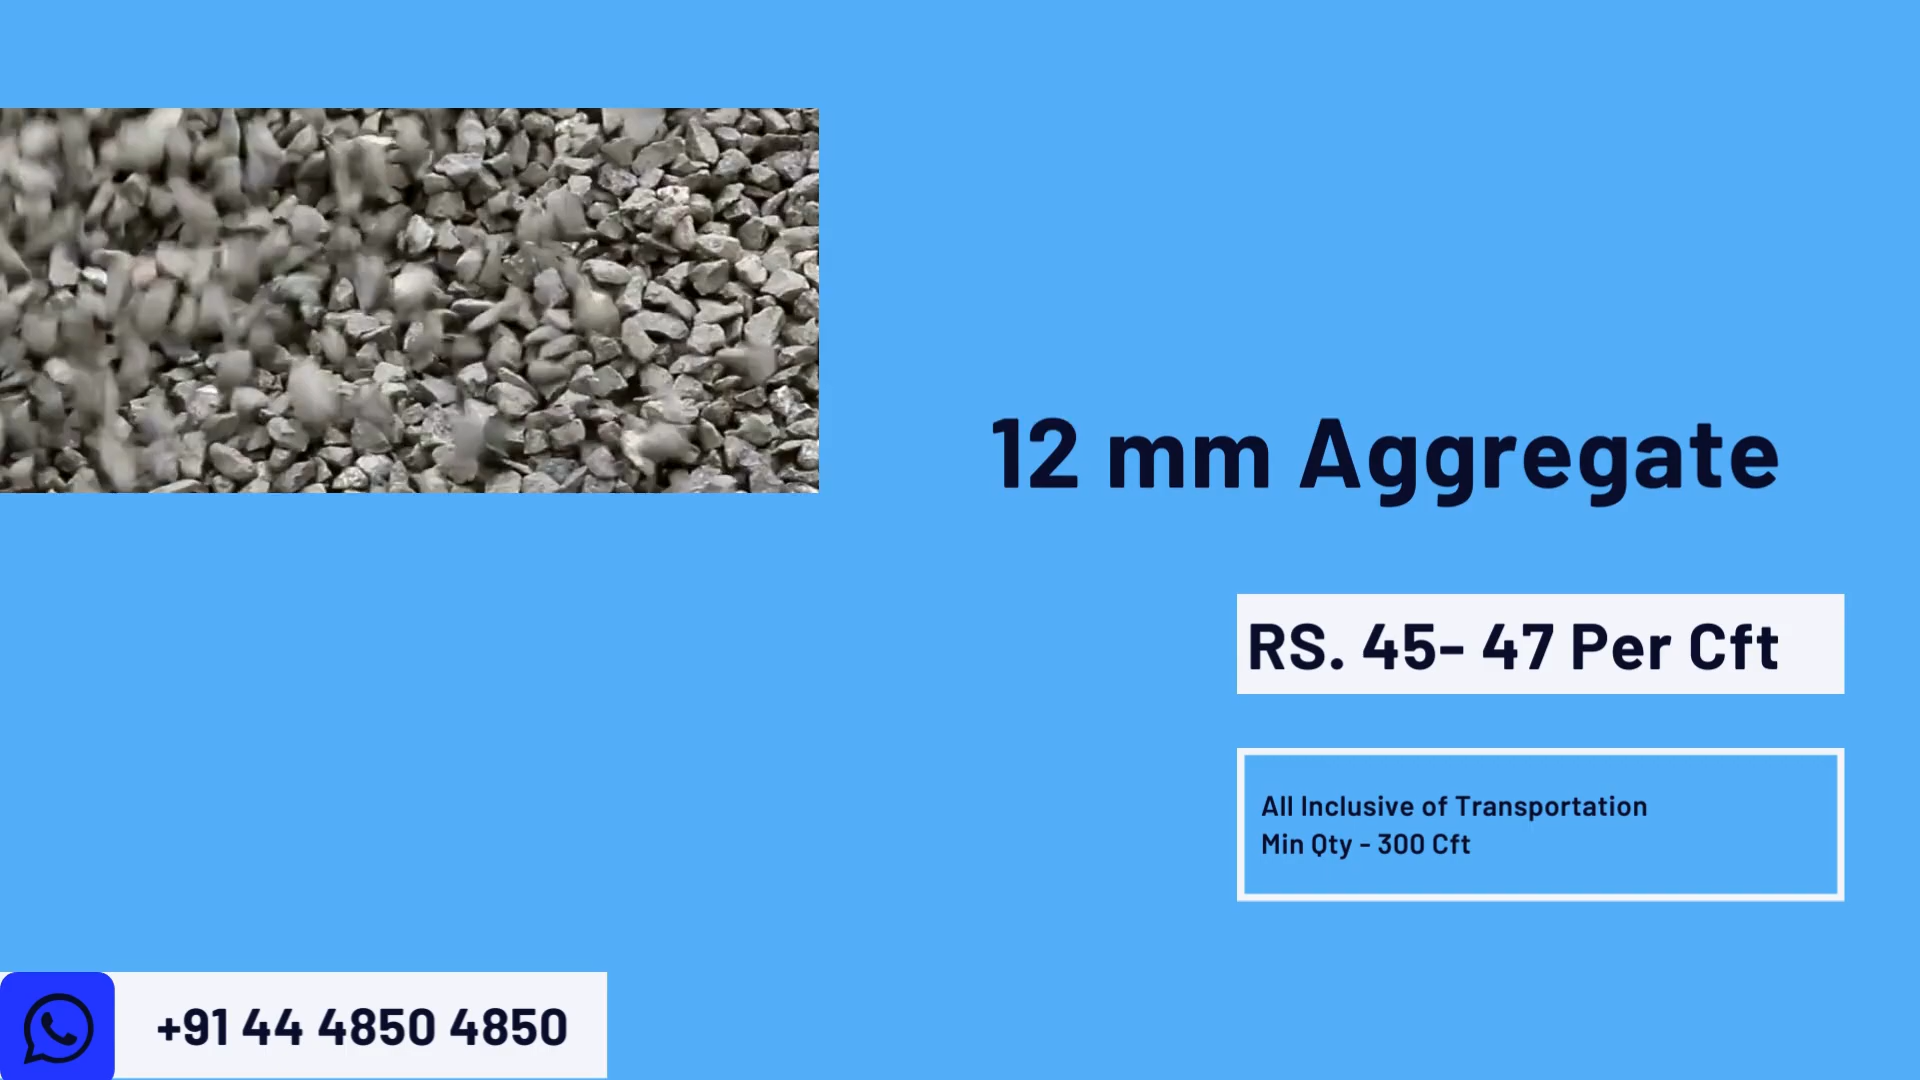 12 mm Aggregate
RS. 45- 47 Per Cft
All Inclusive of Transportation
Min Qty - 300 Cft
+91 44 4850 4850